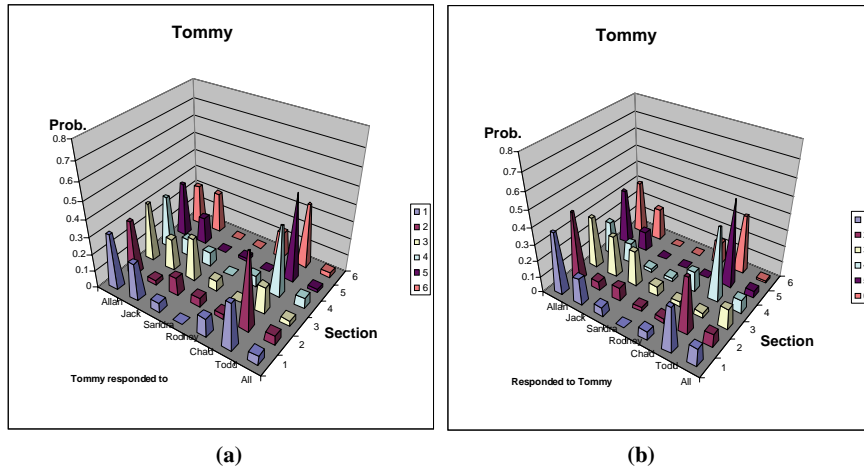 Tommy
Prob.
0.8
0.7
0.6
0.5
0.4
0.3
0.2
0.1
0
Allan
Jack
Sandra
Rodney
Chad
Todd
All
1
2
3
4
5
6
Section
Tommy responded to
1
2
3
4
5
6
(a)
Tommy
Prob.
0.8
0.7
0.6
0.5
0.4
0.3
0.2
0.1
0
Allan
Jack
Sandra
Rodney
Chad
Todd
All
1
2
3
4
5
6
Section
Responded to Tommy
(b)